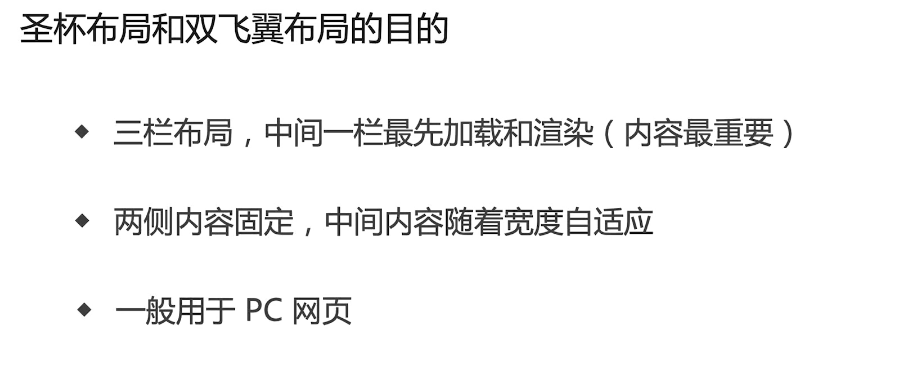 圣杯布局和双飞翼布局的目的
◆ 三栏布局，中间一栏最先加载和渲染（内容最重要）
◆ 两侧内容固定，中间内容随着宽度自适应
◆ 一般用于 PC 网页